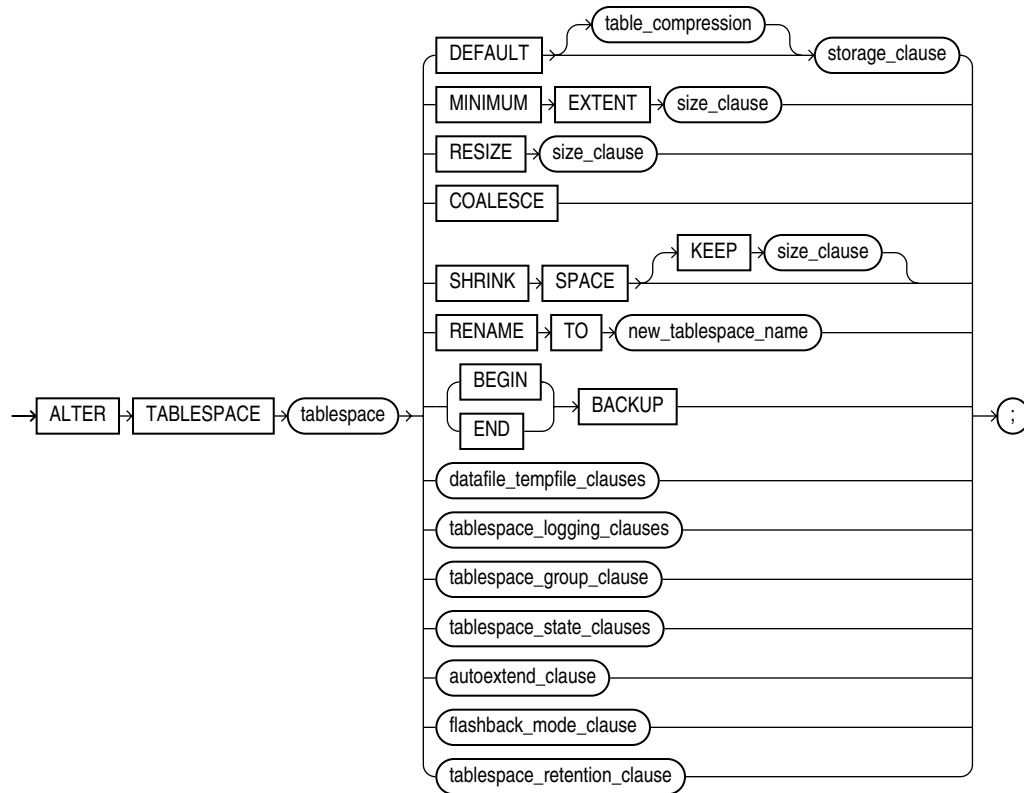 table_compression
DEFAULT storage_clause
MINIMUM EXTENT size_clause
RESIZE size_clause
COALESCE
KEEP size_clause
SHRINK SPACE
RENAME TO new_tablespace_name
BEGIN
ALTER TABLESPACE tablespace BACKUP ;
END
datafile_tempfile_clauses
tablespace_logging_clauses
tablespace_group_clause
tablespace_state_clauses
autoextend_clause
flashback_mode_clause
tablespace_retention_clause